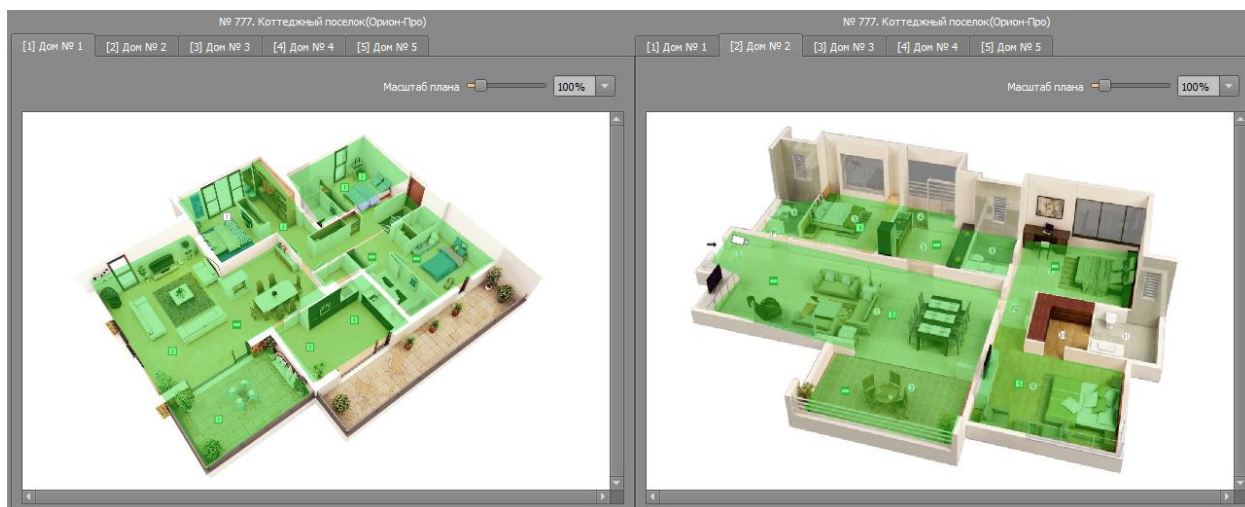 № 777. Коттеджный поселок(Орион-Про)
[1] Дом № 1
[2] Дом № 2
[3] Дом № 3
[4] Дом № 4
[5] Дом № 5
Масштаб плана
100%
№ 777. Коттеджный поселок(Орион-Про)
[1] Дом № 1
[2] Дом № 2
[3] Дом № 3
[4] Дом № 4
[5] Дом № 5
Масштаб плана
100%